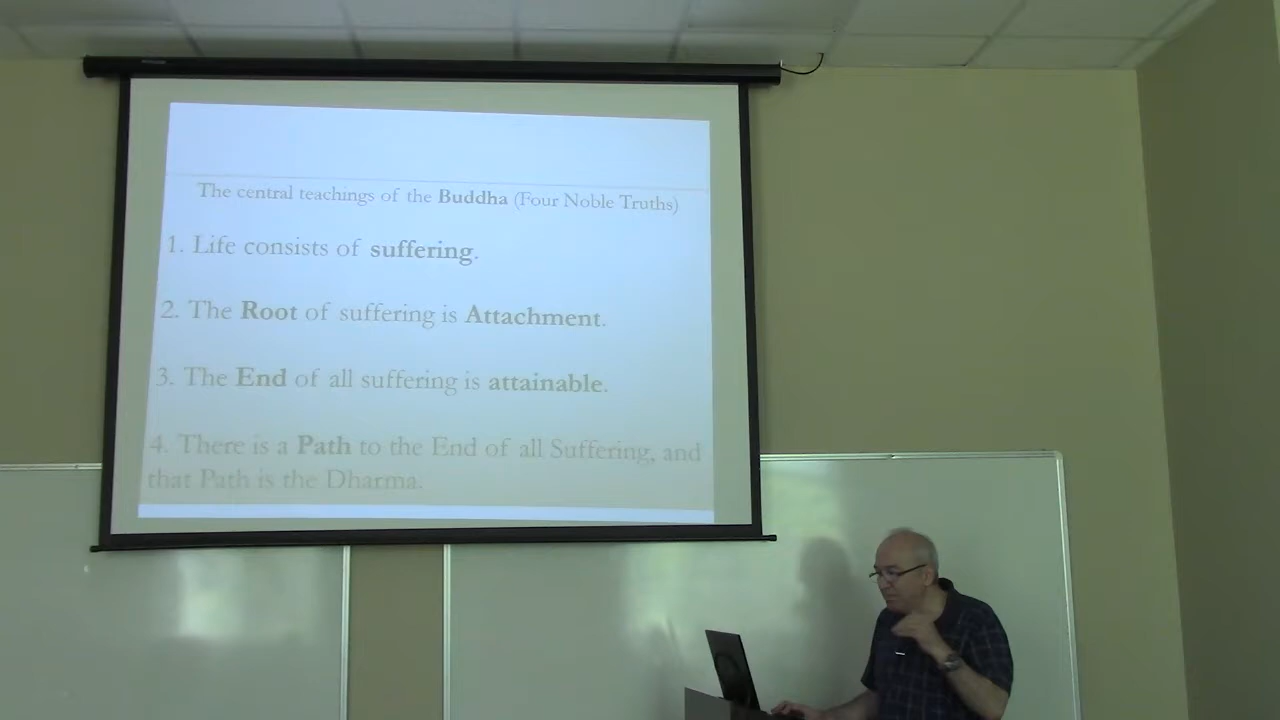 The central teachings of the Buddha (Four Noble Truths)
1. Life consists of suffering.
2. The Root of suffering is Attachment.
3. The End of all suffering is attainable.
4. There is a Path to the End of all Suffering, and
that Path is the Dharma.